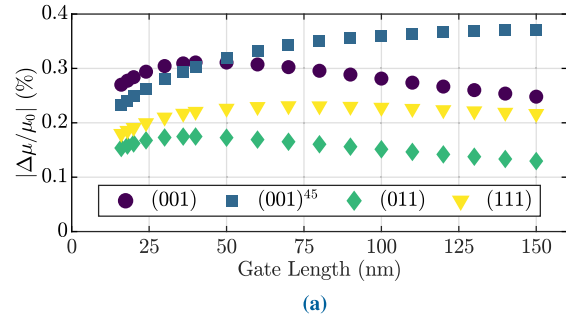 0.4
0.3
0.2
0.1
0
|Δμ/μ₀| (%)
(001) (001)⁴⁵ (011) (111)
0 25 50 75 100 125 150
Gate Length (nm)
(a)